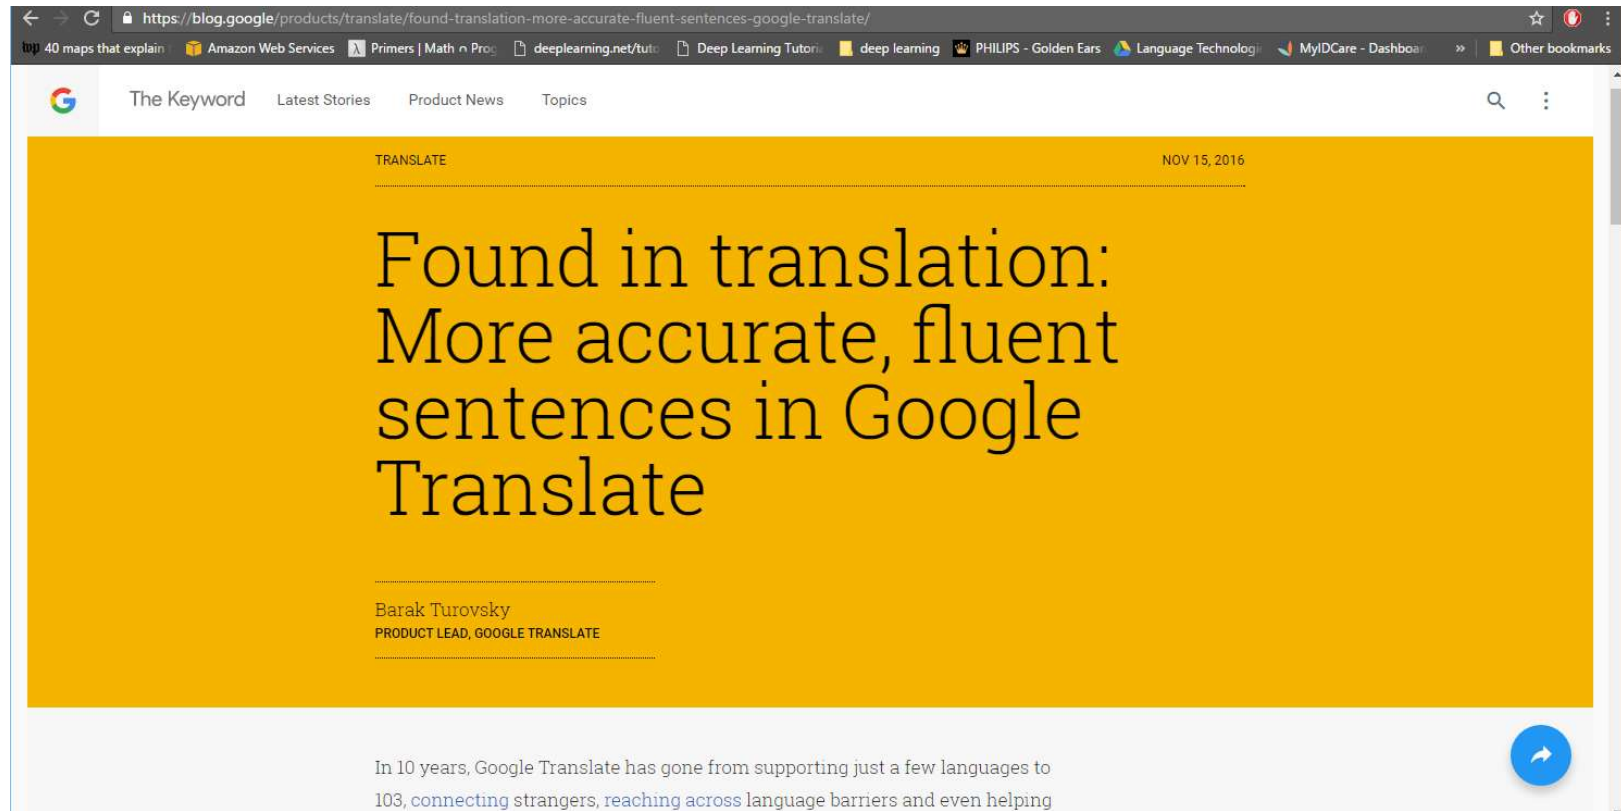 https://blog.google/products/translate/found-translation-more-accurate-fluent-sentences-google-translate/
wp 40 maps that explain Amazon Web Services Primers | Math ∩ Prog deeplearning.net/tuto Deep Learning Tutori deep learning PHILIPS - Golden Ears Language Technologi MyIDCare - Dashboar » Other bookmarks
The Keyword Latest Stories Product News Topics
TRANSLATE NOV 15, 2016
Found in translation:
More accurate, fluent
sentences in Google
Translate
Barak Turovsky
PRODUCT LEAD, GOOGLE TRANSLATE
In 10 years, Google Translate has gone from supporting just a few languages to
103, connecting strangers, reaching across language barriers and even helping